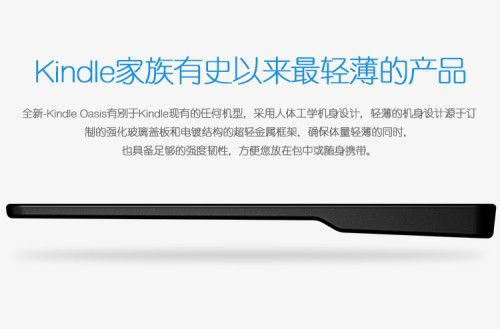 Kindle家族有史以来最轻薄的产品
全新-Kindle Oasis有别于Kindle现有的任何机型，采用人体工学机身设计，轻薄的机身设计源于订
制的强化玻璃盖板和电镀结构的超轻金属框架，确保体量轻薄的同时，
也具备足够的强度韧性，方便您放在包中或随身携带。